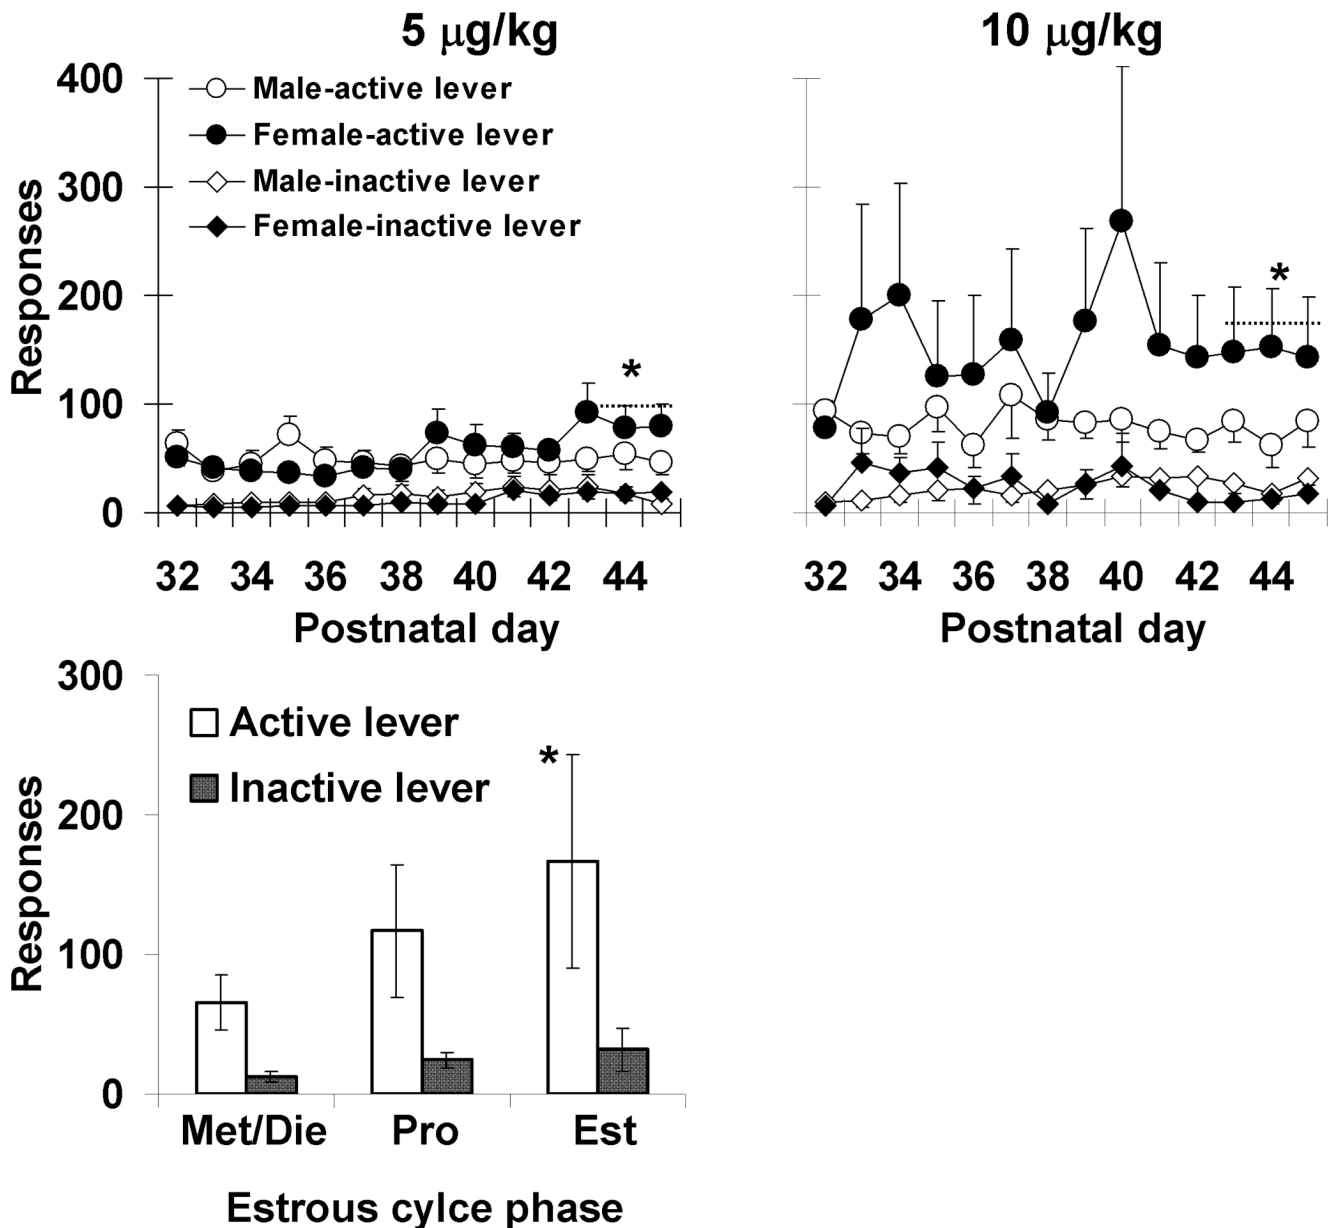 5 μg/kg
10 μg/kg
400
300
200
100
0
Responses
Male-active lever
Female-active lever
Male-inactive lever
Female-inactive lever
*
*
32 34 36 38 40 42 44
Postnatal day
32 34 36 38 40 42 44
Postnatal day
300
200
100
0
Responses
Active lever
Inactive lever
*
Met/Die Pro Est
Estrous cylce phase